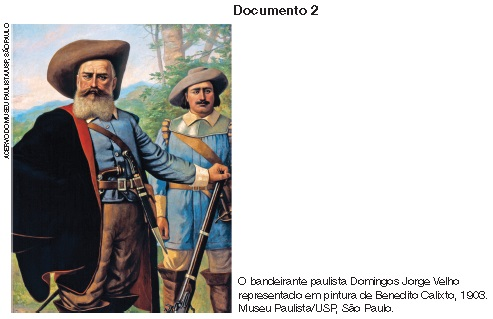 Documento 2
ACERVO DO MUSEU PAULISTA/USP, SÃO PAULO
O bandeirante paulista Domingos Jorge Velho
representado em pintura de Benedito Calixto, 1903.
Museu Paulista/USP, São Paulo.